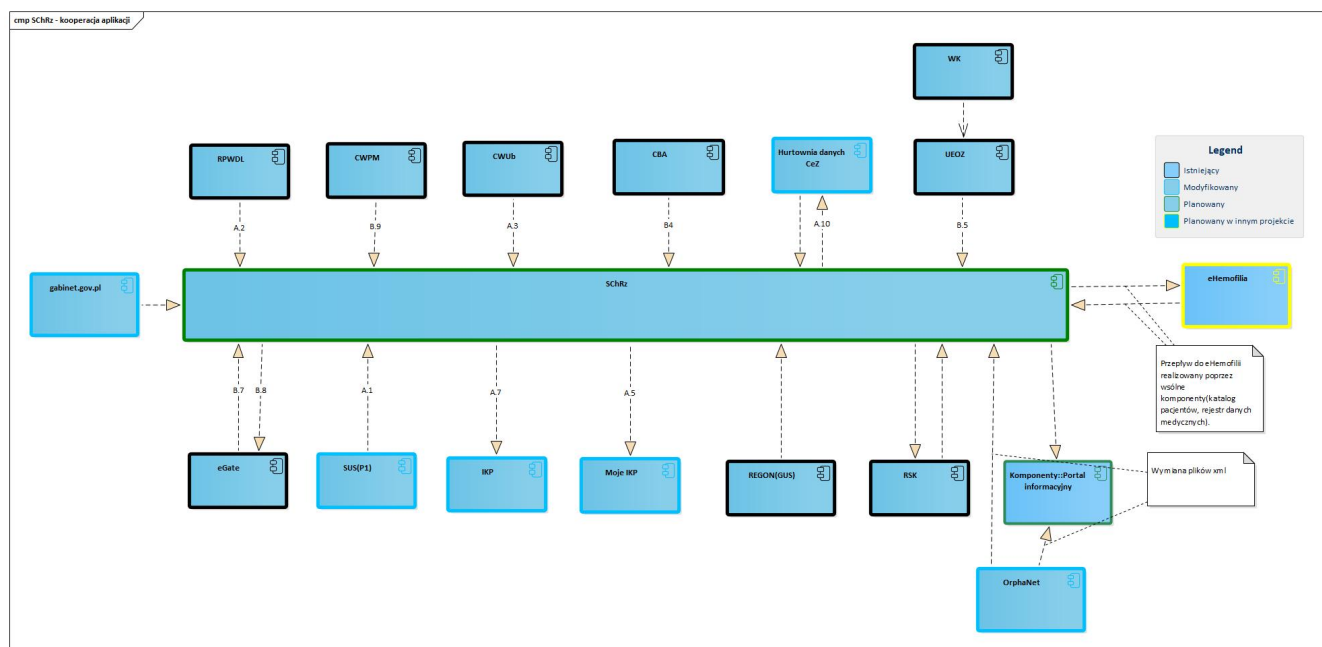 cmp SChRz - kooperacja aplikacji
WK
RPWDL
CWPM
CWUb
CBA
Hurtownia danych
CeZ
UEOZ
Legend
Istniejący
Modyfikowany
Planowany
Planowany w innym projekcie
A.2
B.9
A.3
B4
A.10
B.5
gabinet.gov.pl
SChRz
eHemofilia
Przepływ do eHemofilii
realizowany poprzez
wsólne
komponenty(katalog
pacjentów, rejestr danych
medycznych).
B.7
B.8
A.1
A.7
A.5
eGate
SUS(P1)
IKP
Moje IKP
REGON(GUS)
RSK
Komponenty::Portal
informacyjny
Wymiana plików xml
OrphaNet